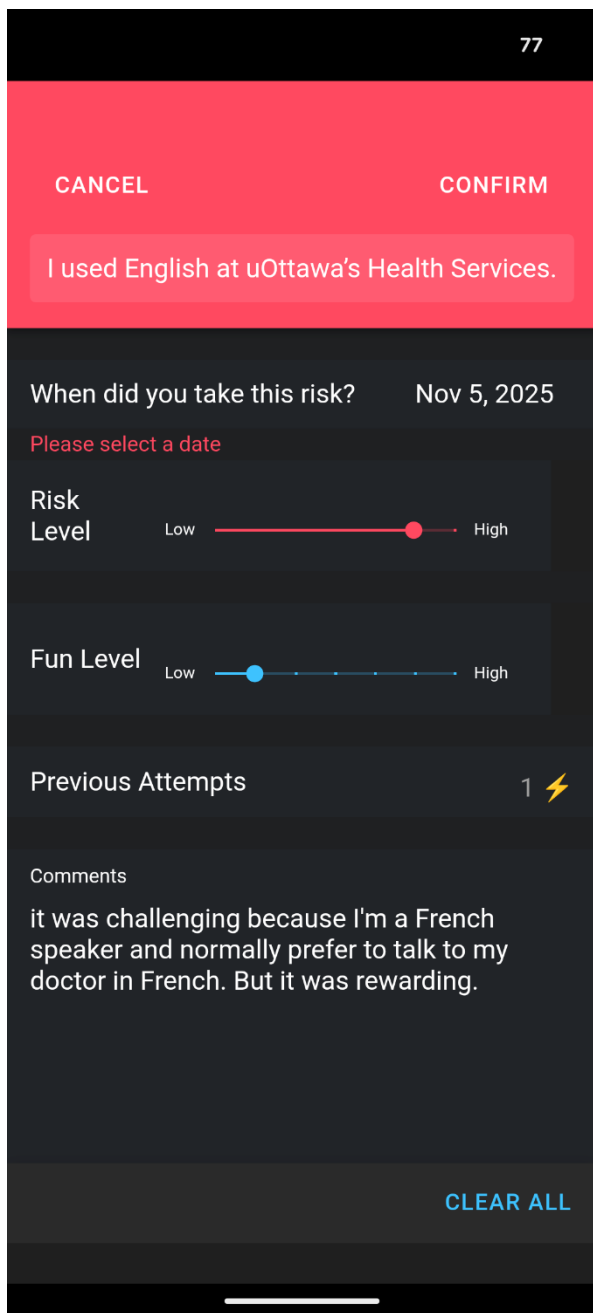 77
CANCEL CONFIRM
I used English at uOttawa’s Health Services.
When did you take this risk? Nov 5, 2025
Please select a date
Risk
Level Low High
Fun Level Low High
Previous Attempts 1 ⚡
Comments
it was challenging because I'm a French
speaker and normally prefer to talk to my
doctor in French. But it was rewarding.
CLEAR ALL